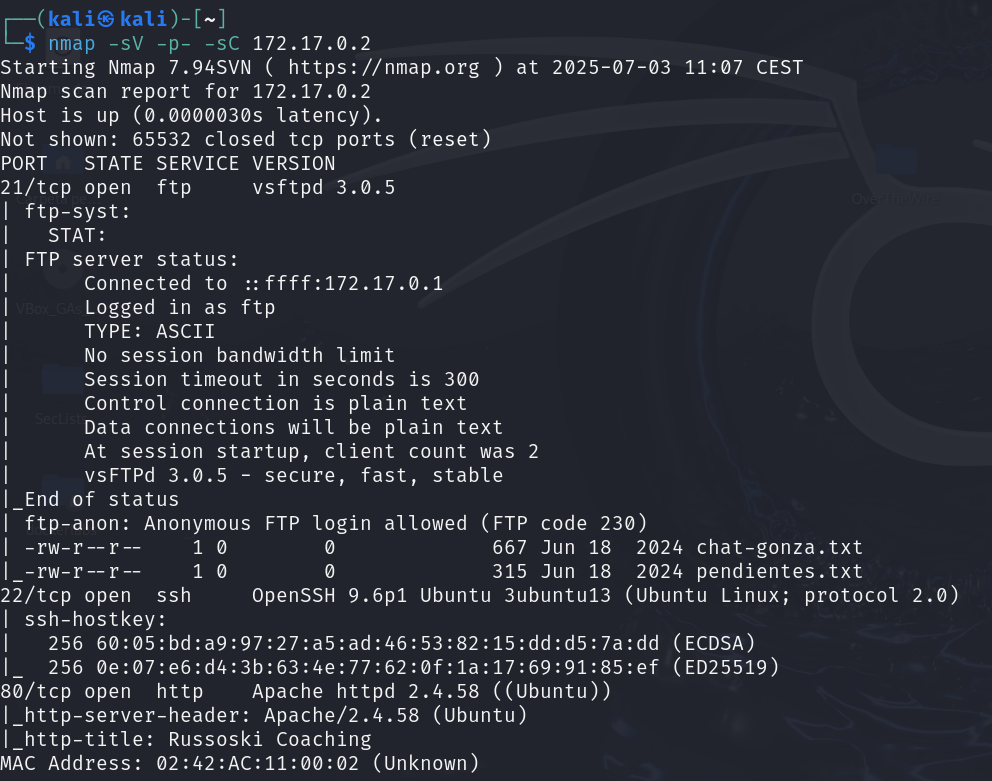 ┌──(kali㉿kali)-[~]
└─$ nmap -sV -p- -sC 172.17.0.2
Starting Nmap 7.94SVN ( https://nmap.org ) at 2025-07-03 11:07 CEST
Nmap scan report for 172.17.0.2
Host is up (0.0000030s latency).
Not shown: 65532 closed tcp ports (reset)
PORT   STATE SERVICE VERSION
21/tcp open  ftp     vsftpd 3.0.5
| ftp-syst:
|   STAT:
| FTP server status:
|      Connected to ::ffff:172.17.0.1
|      Logged in as ftp
|      TYPE: ASCII
|      No session bandwidth limit
|      Session timeout in seconds is 300
|      Control connection is plain text
|      Data connections will be plain text
|      At session startup, client count was 2
|      vsFTPd 3.0.5 - secure, fast, stable
|_End of status
| ftp-anon: Anonymous FTP login allowed (FTP code 230)
| -rw-r--r--    1 0        0             667 Jun 18  2024 chat-gonza.txt
|_-rw-r--r--    1 0        0             315 Jun 18  2024 pendientes.txt
22/tcp open  ssh     OpenSSH 9.6p1 Ubuntu 3ubuntu13 (Ubuntu Linux; protocol 2.0)
| ssh-hostkey:
|   256 60:05:bd:a9:97:27:a5:ad:46:53:82:15:dd:d5:7a:dd (ECDSA)
|_  256 0e:07:e6:d4:3b:63:4e:77:62:0f:1a:17:69:91:85:ef (ED25519)
80/tcp open  http    Apache httpd 2.4.58 ((Ubuntu))
|_http-server-header: Apache/2.4.58 (Ubuntu)
|_http-title: Russoski Coaching
MAC Address: 02:42:AC:11:00:02 (Unknown)
VBox_GAs
SecLists